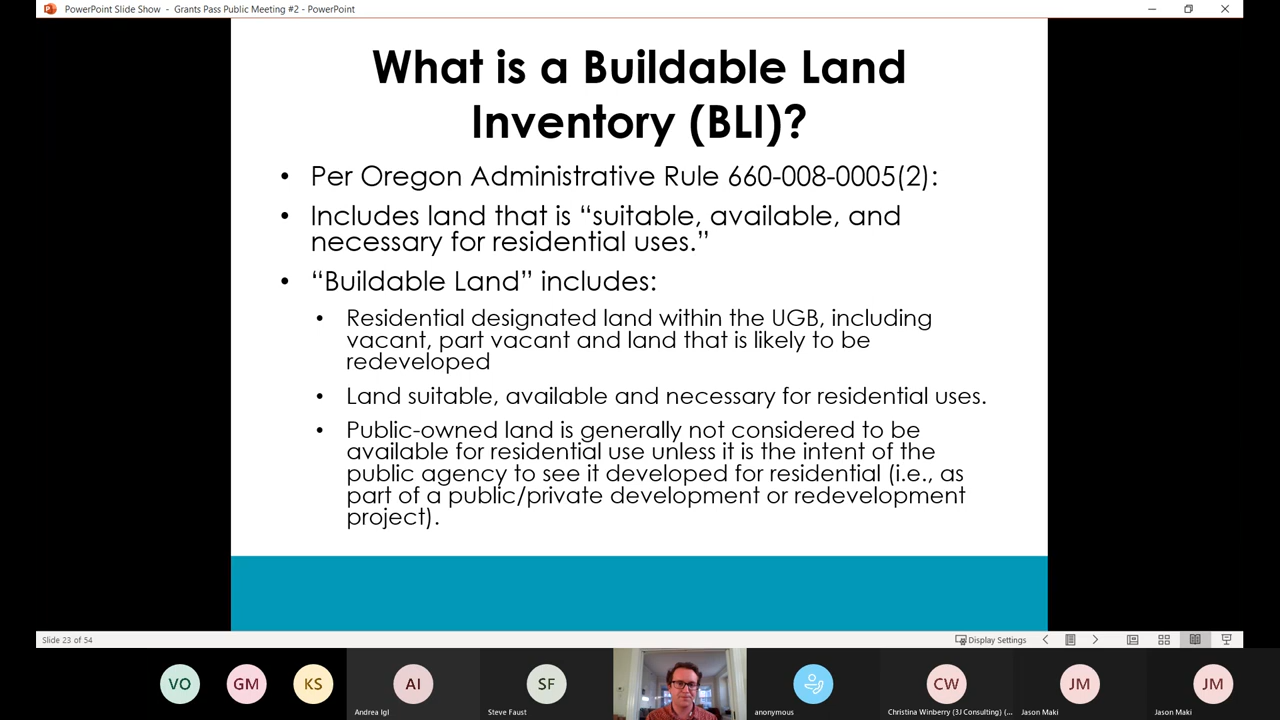 PowerPoint Slide Show - Grants Pass Public Meeting #2 - PowerPoint
What is a Buildable Land
Inventory (BLI)?
• Per Oregon Administrative Rule 660-008-0005(2):
• Includes land that is “suitable, available, and
necessary for residential uses.”
• “Buildable Land” includes:
• Residential designated land within the UGB, including
vacant, part vacant and land that is likely to be
redeveloped
• Land suitable, available and necessary for residential uses.
• Public-owned land is generally not considered to be
available for residential use unless it is the intent of the
public agency to see it developed for residential (i.e., as
part of a public/private development or redevelopment
project).
Slide 23 of 54
Display Settings
VO
GM
KS
AI
SF
CW
JM
JM
Andrea Igl
Steve Faust
anonymous
Christina Winberry (3J Consulting) (...
Jason Maki
Jason Maki